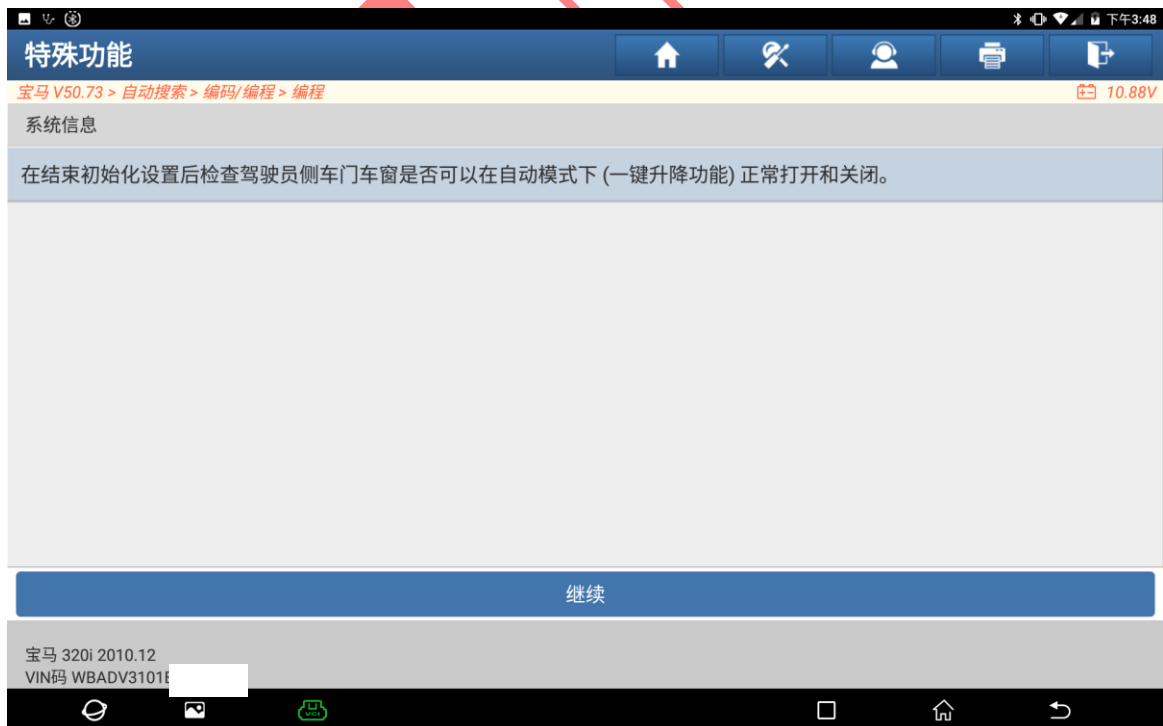 下午3:48
特殊功能
宝马 V50.73 > 自动搜索 > 编码/编程 > 编程
10.88V
系统信息
在结束初始化设置后检查驾驶员侧车门车窗是否可以在自动模式下 (一键升降功能) 正常打开和关闭。
继续
宝马 320i 2010.12
VIN码 WBADV3101
VCI